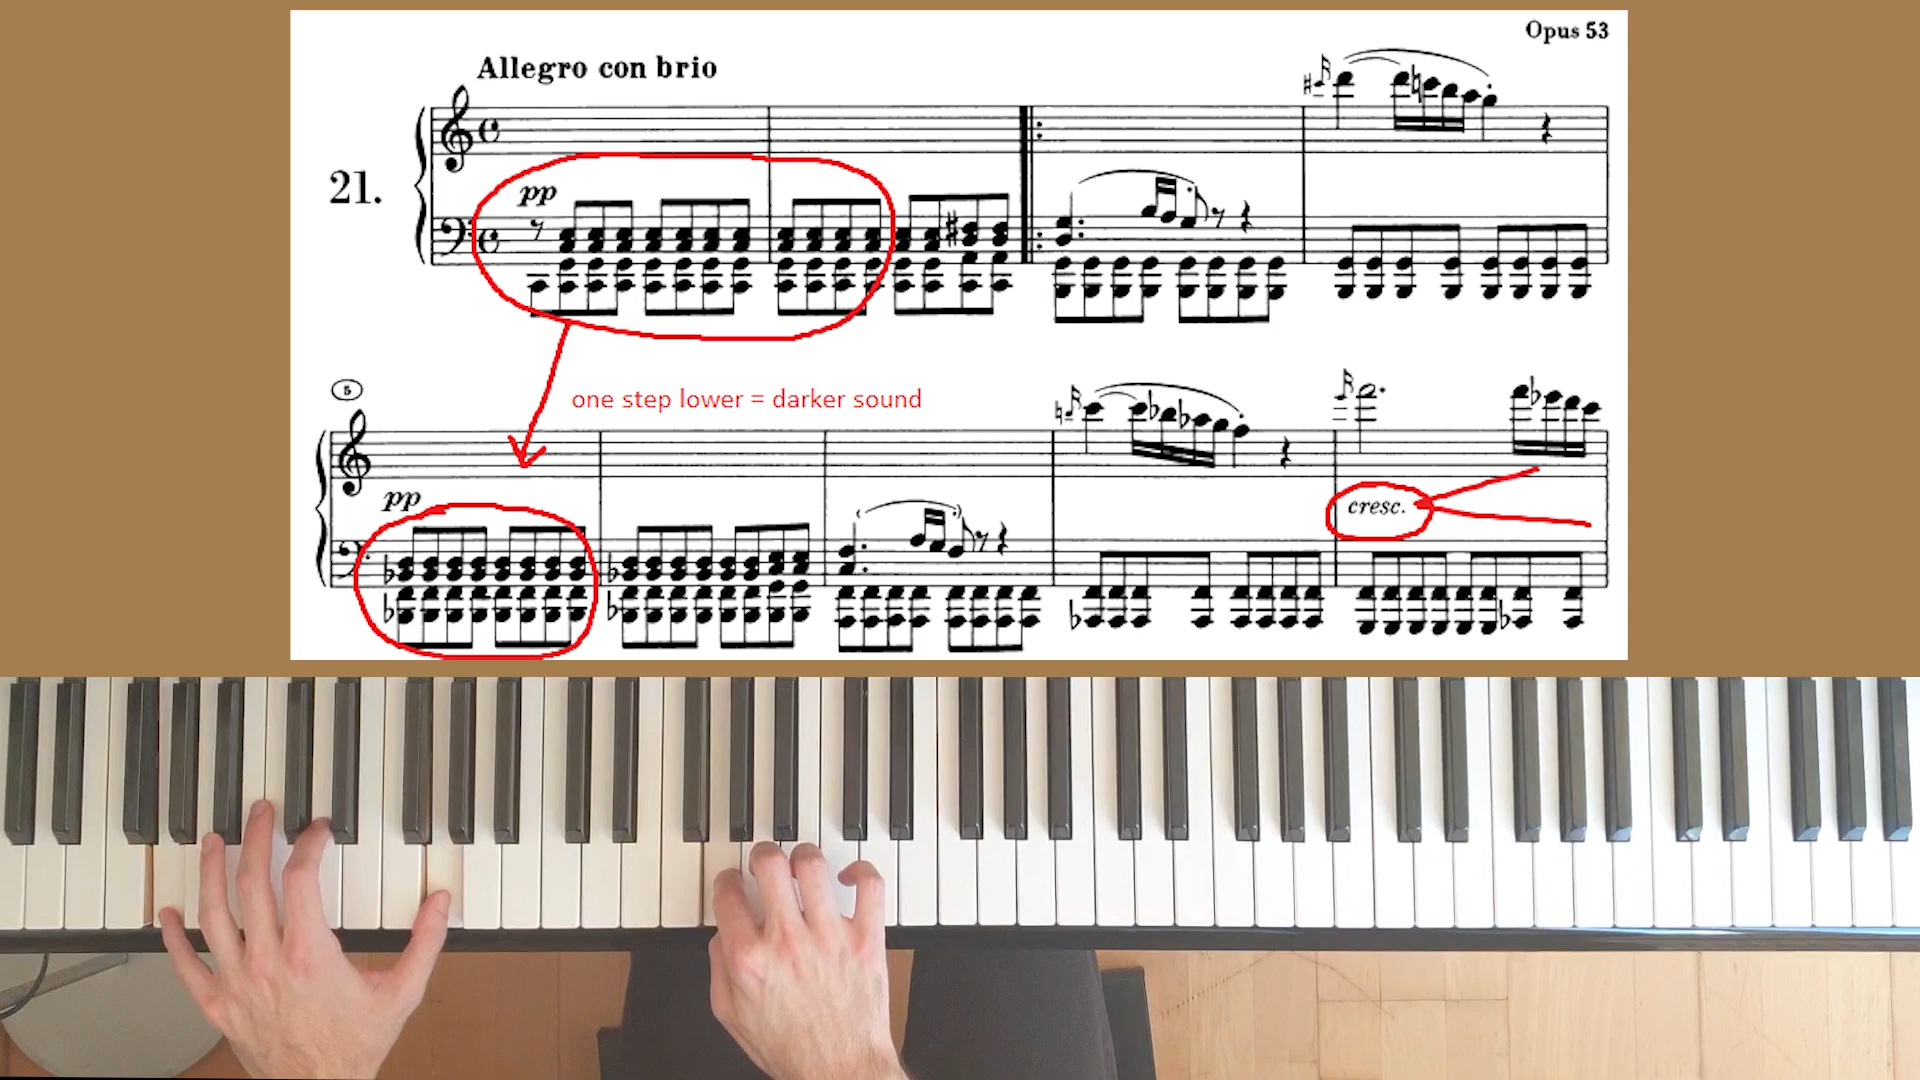 Opus 53
Allegro con brio
21.
pp
5
one step lower = darker sound
pp
cresc.